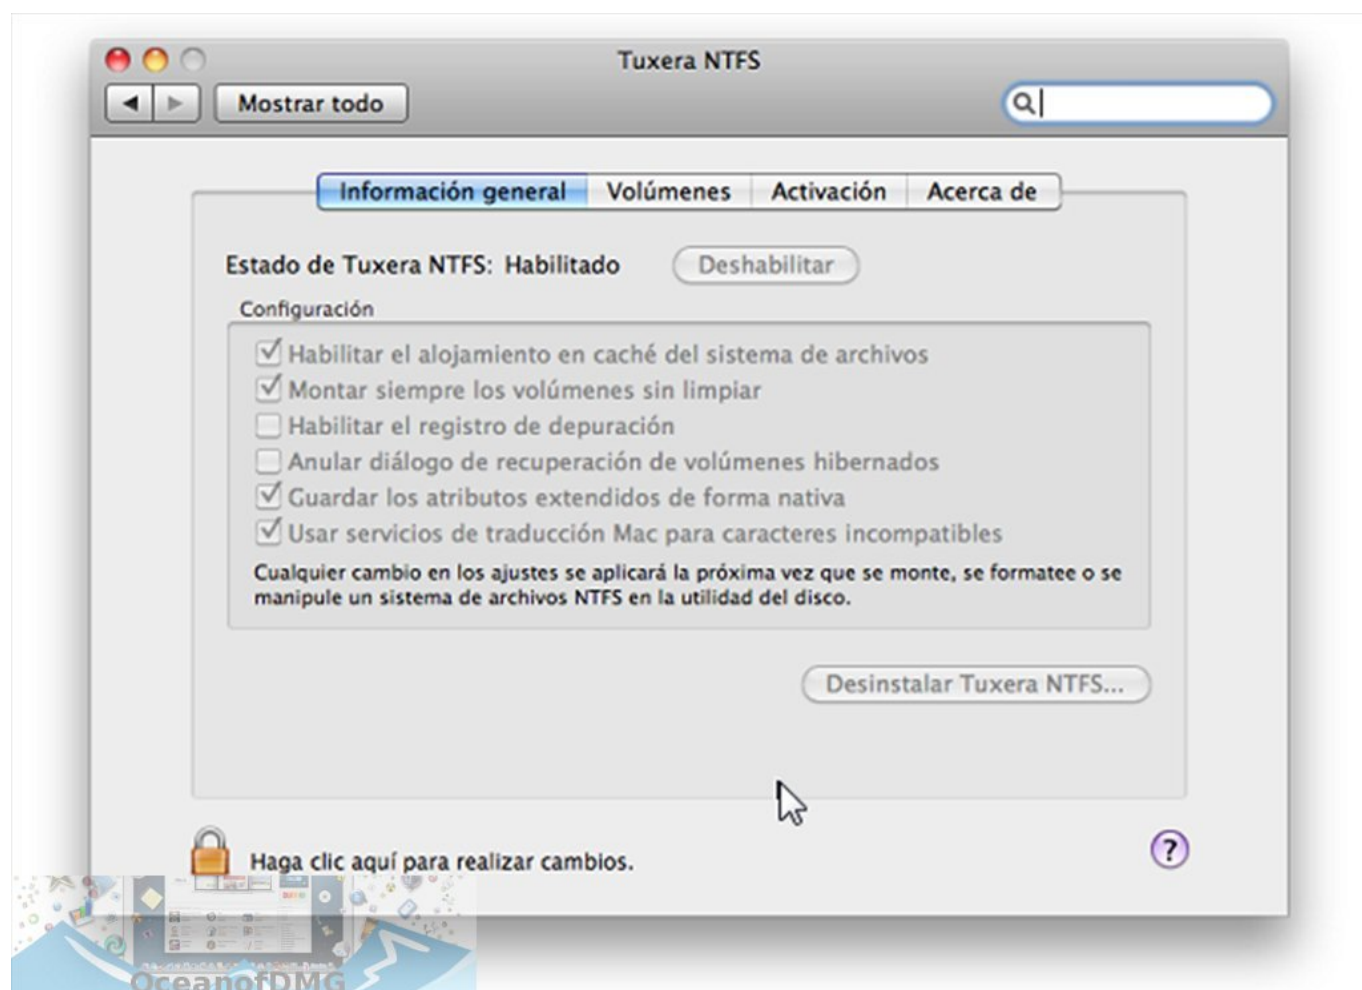 Tuxera NTFS
Mostrar todo
Información general Volúmenes Activación Acerca de
Estado de Tuxera NTFS: Habilitado Deshabilitar
Configuración
Habilitar el alojamiento en caché del sistema de archivos
Montar siempre los volúmenes sin limpiar
Habilitar el registro de depuración
Anular diálogo de recuperación de volúmenes hibernados
Guardar los atributos extendidos de forma nativa
Usar servicios de traducción Mac para caracteres incompatibles
Cualquier cambio en los ajustes se aplicará la próxima vez que se monte, se formatee o se
manipule un sistema de archivos NTFS en la utilidad del disco.
Desinstalar Tuxera NTFS...
Haga clic aquí para realizar cambios.
?
OceanofDMG